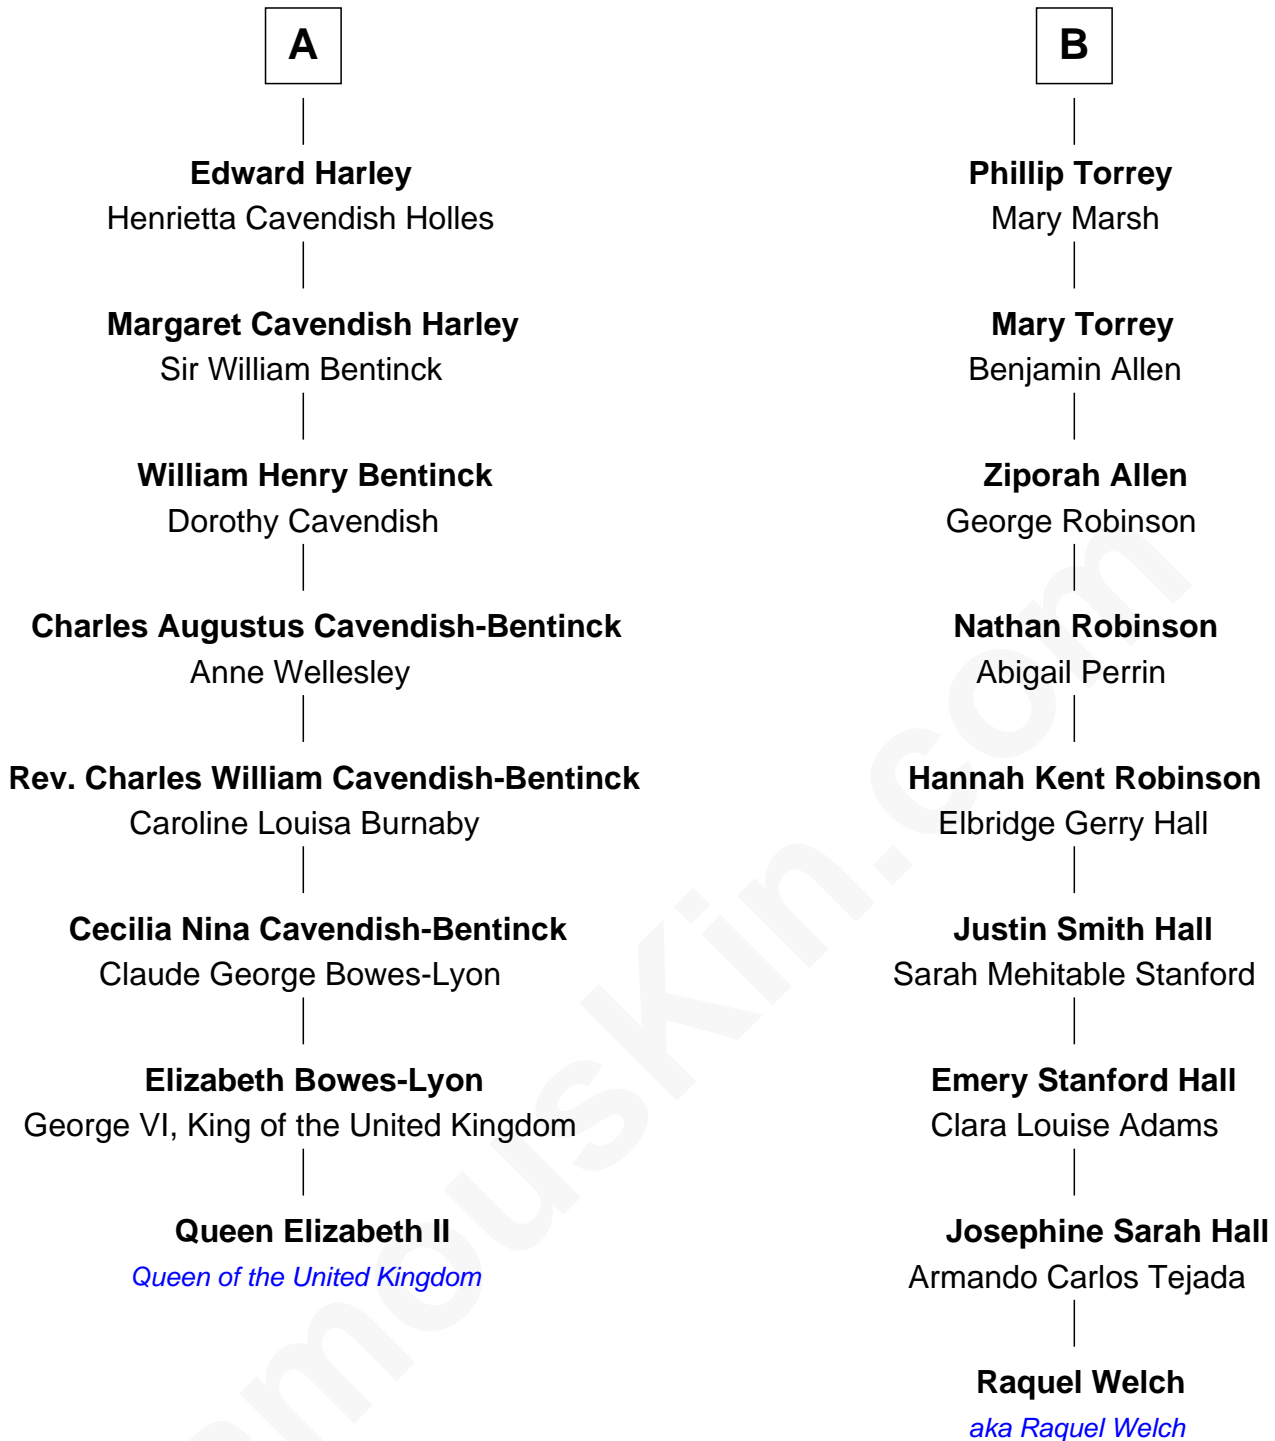 A
Edward Harley
Henrietta Cavendish Holles
Margaret Cavendish Harley
Sir William Bentinck
William Henry Bentinck
Dorothy Cavendish
Charles Augustus Cavendish-Bentinck
Anne Wellesley
Rev. Charles William Cavendish-Bentinck
Caroline Louisa Burnaby
Cecilia Nina Cavendish-Bentinck
Claude George Bowes-Lyon
Elizabeth Bowes-Lyon
George VI, King of the United Kingdom
Queen Elizabeth II
Queen of the United Kingdom
B
Phillip Torrey
Mary Marsh
Mary Torrey
Benjamin Allen
Ziporah Allen
George Robinson
Nathan Robinson
Abigail Perrin
Hannah Kent Robinson
Elbridge Gerry Hall
Justin Smith Hall
Sarah Mehitable Stanford
Emery Stanford Hall
Clara Louise Adams
Josephine Sarah Hall
Armando Carlos Tejada
Raquel Welch
aka Raquel Welch
amousKin.com